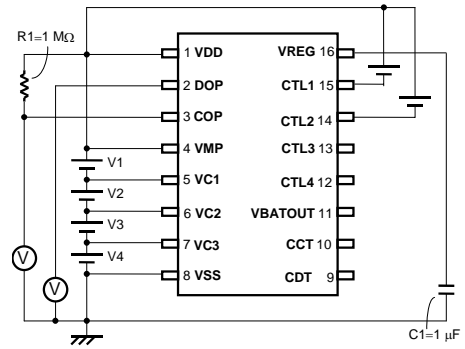 R1=1 MΩ
1 VDD
2 DOP
3 COP
4 VMP
5 VC1
6 VC2
7 VC3
8 VSS
VREG 16
CTL1 15
CTL2 14
CTL3 13
CTL4 12
VBATOUT 11
CCT 10
CDT 9
V1
V2
V3
V4
V
V
C1=1 μF